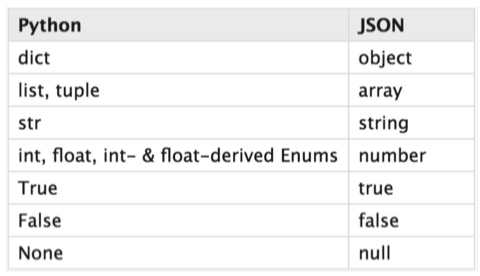 Python JSON
dict object
list, tuple array
str string
int, float, int- & float-derived Enums number
True true
False false
None null